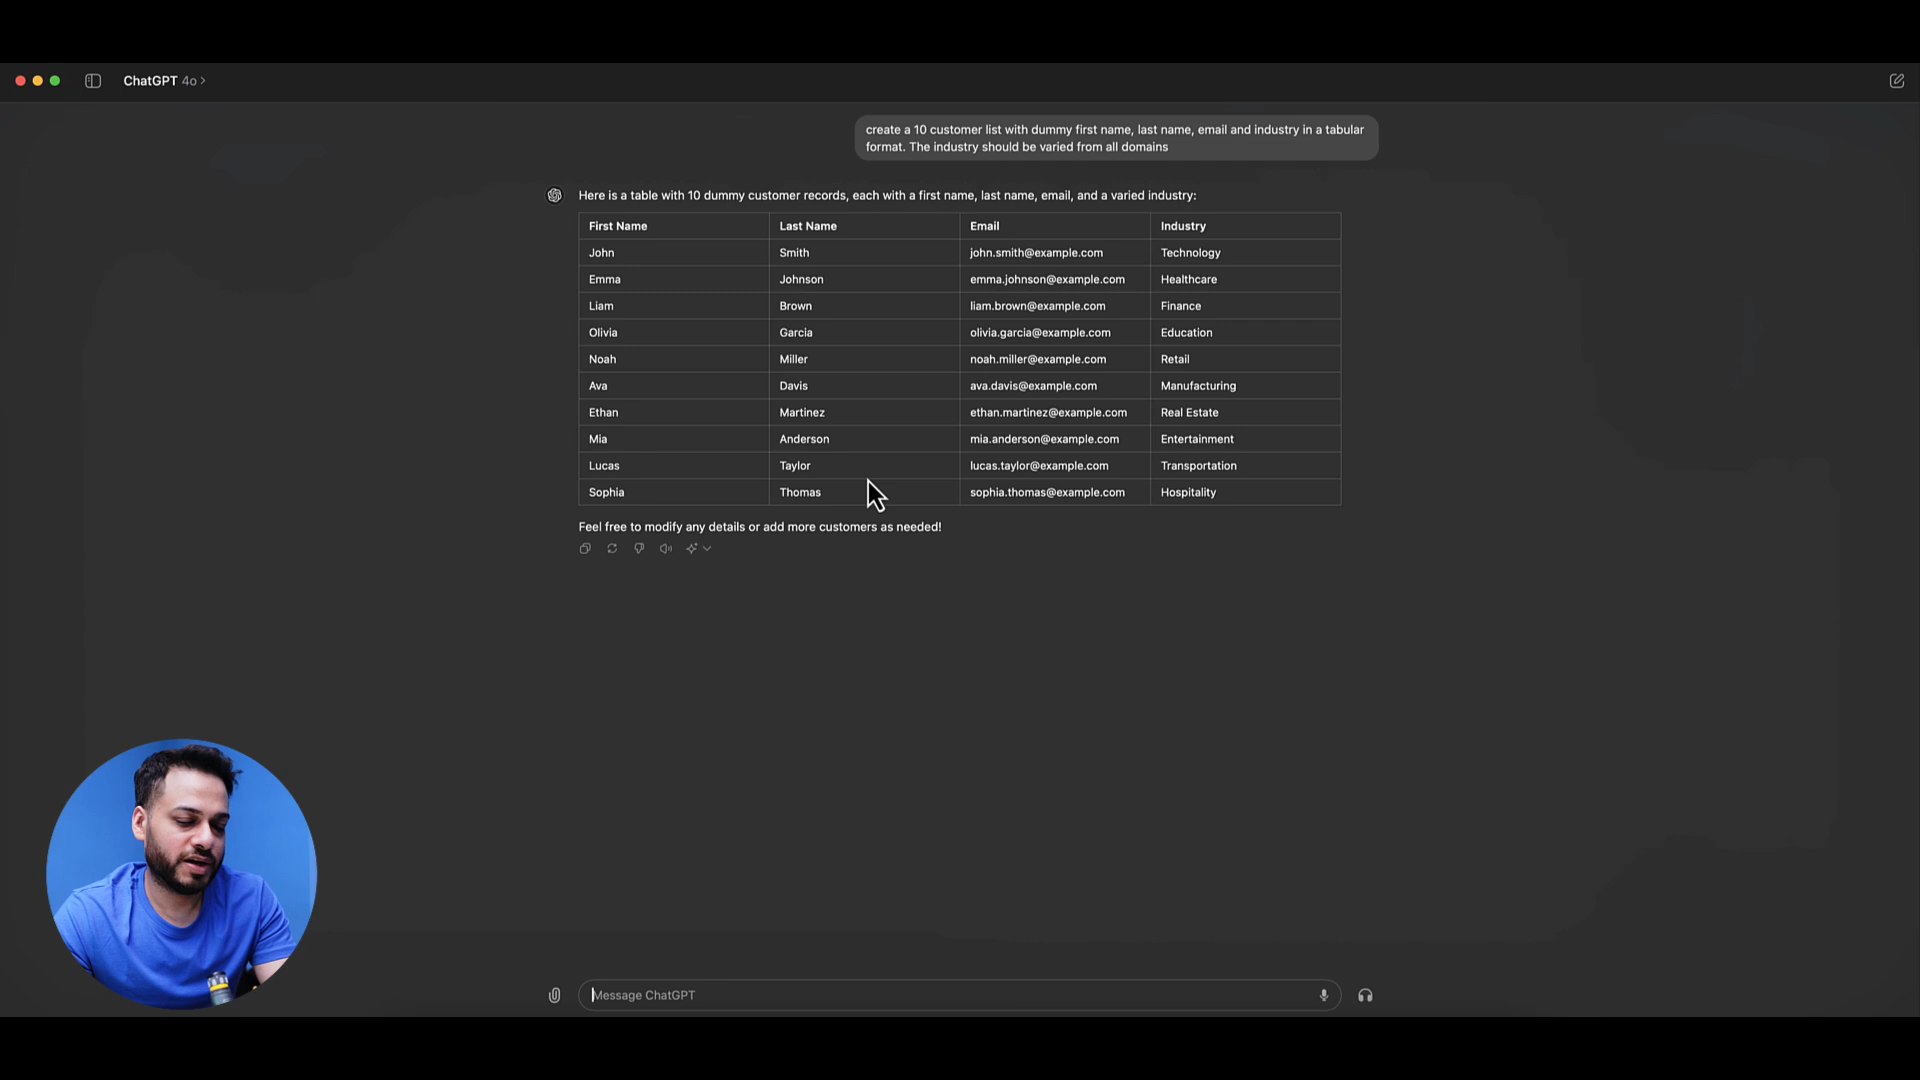 ChatGPT 4o >
create a 10 customer list with dummy first name, last name, email and industry in a tabular
format. The industry should be varied from all domains
Here is a table with 10 dummy customer records, each with a first name, last name, email, and a varied industry:
First Name Last Name Email Industry
John Smith john.smith@example.com Technology
Emma Johnson emma.johnson@example.com Healthcare
Liam Brown liam.brown@example.com Finance
Olivia Garcia olivia.garcia@example.com Education
Noah Miller noah.miller@example.com Retail
Ava Davis ava.davis@example.com Manufacturing
Ethan Martinez ethan.martinez@example.com Real Estate
Mia Anderson mia.anderson@example.com Entertainment
Lucas Taylor lucas.taylor@example.com Transportation
Sophia Thomas sophia.thomas@example.com Hospitality
Feel free to modify any details or add more customers as needed!
Message ChatGPT